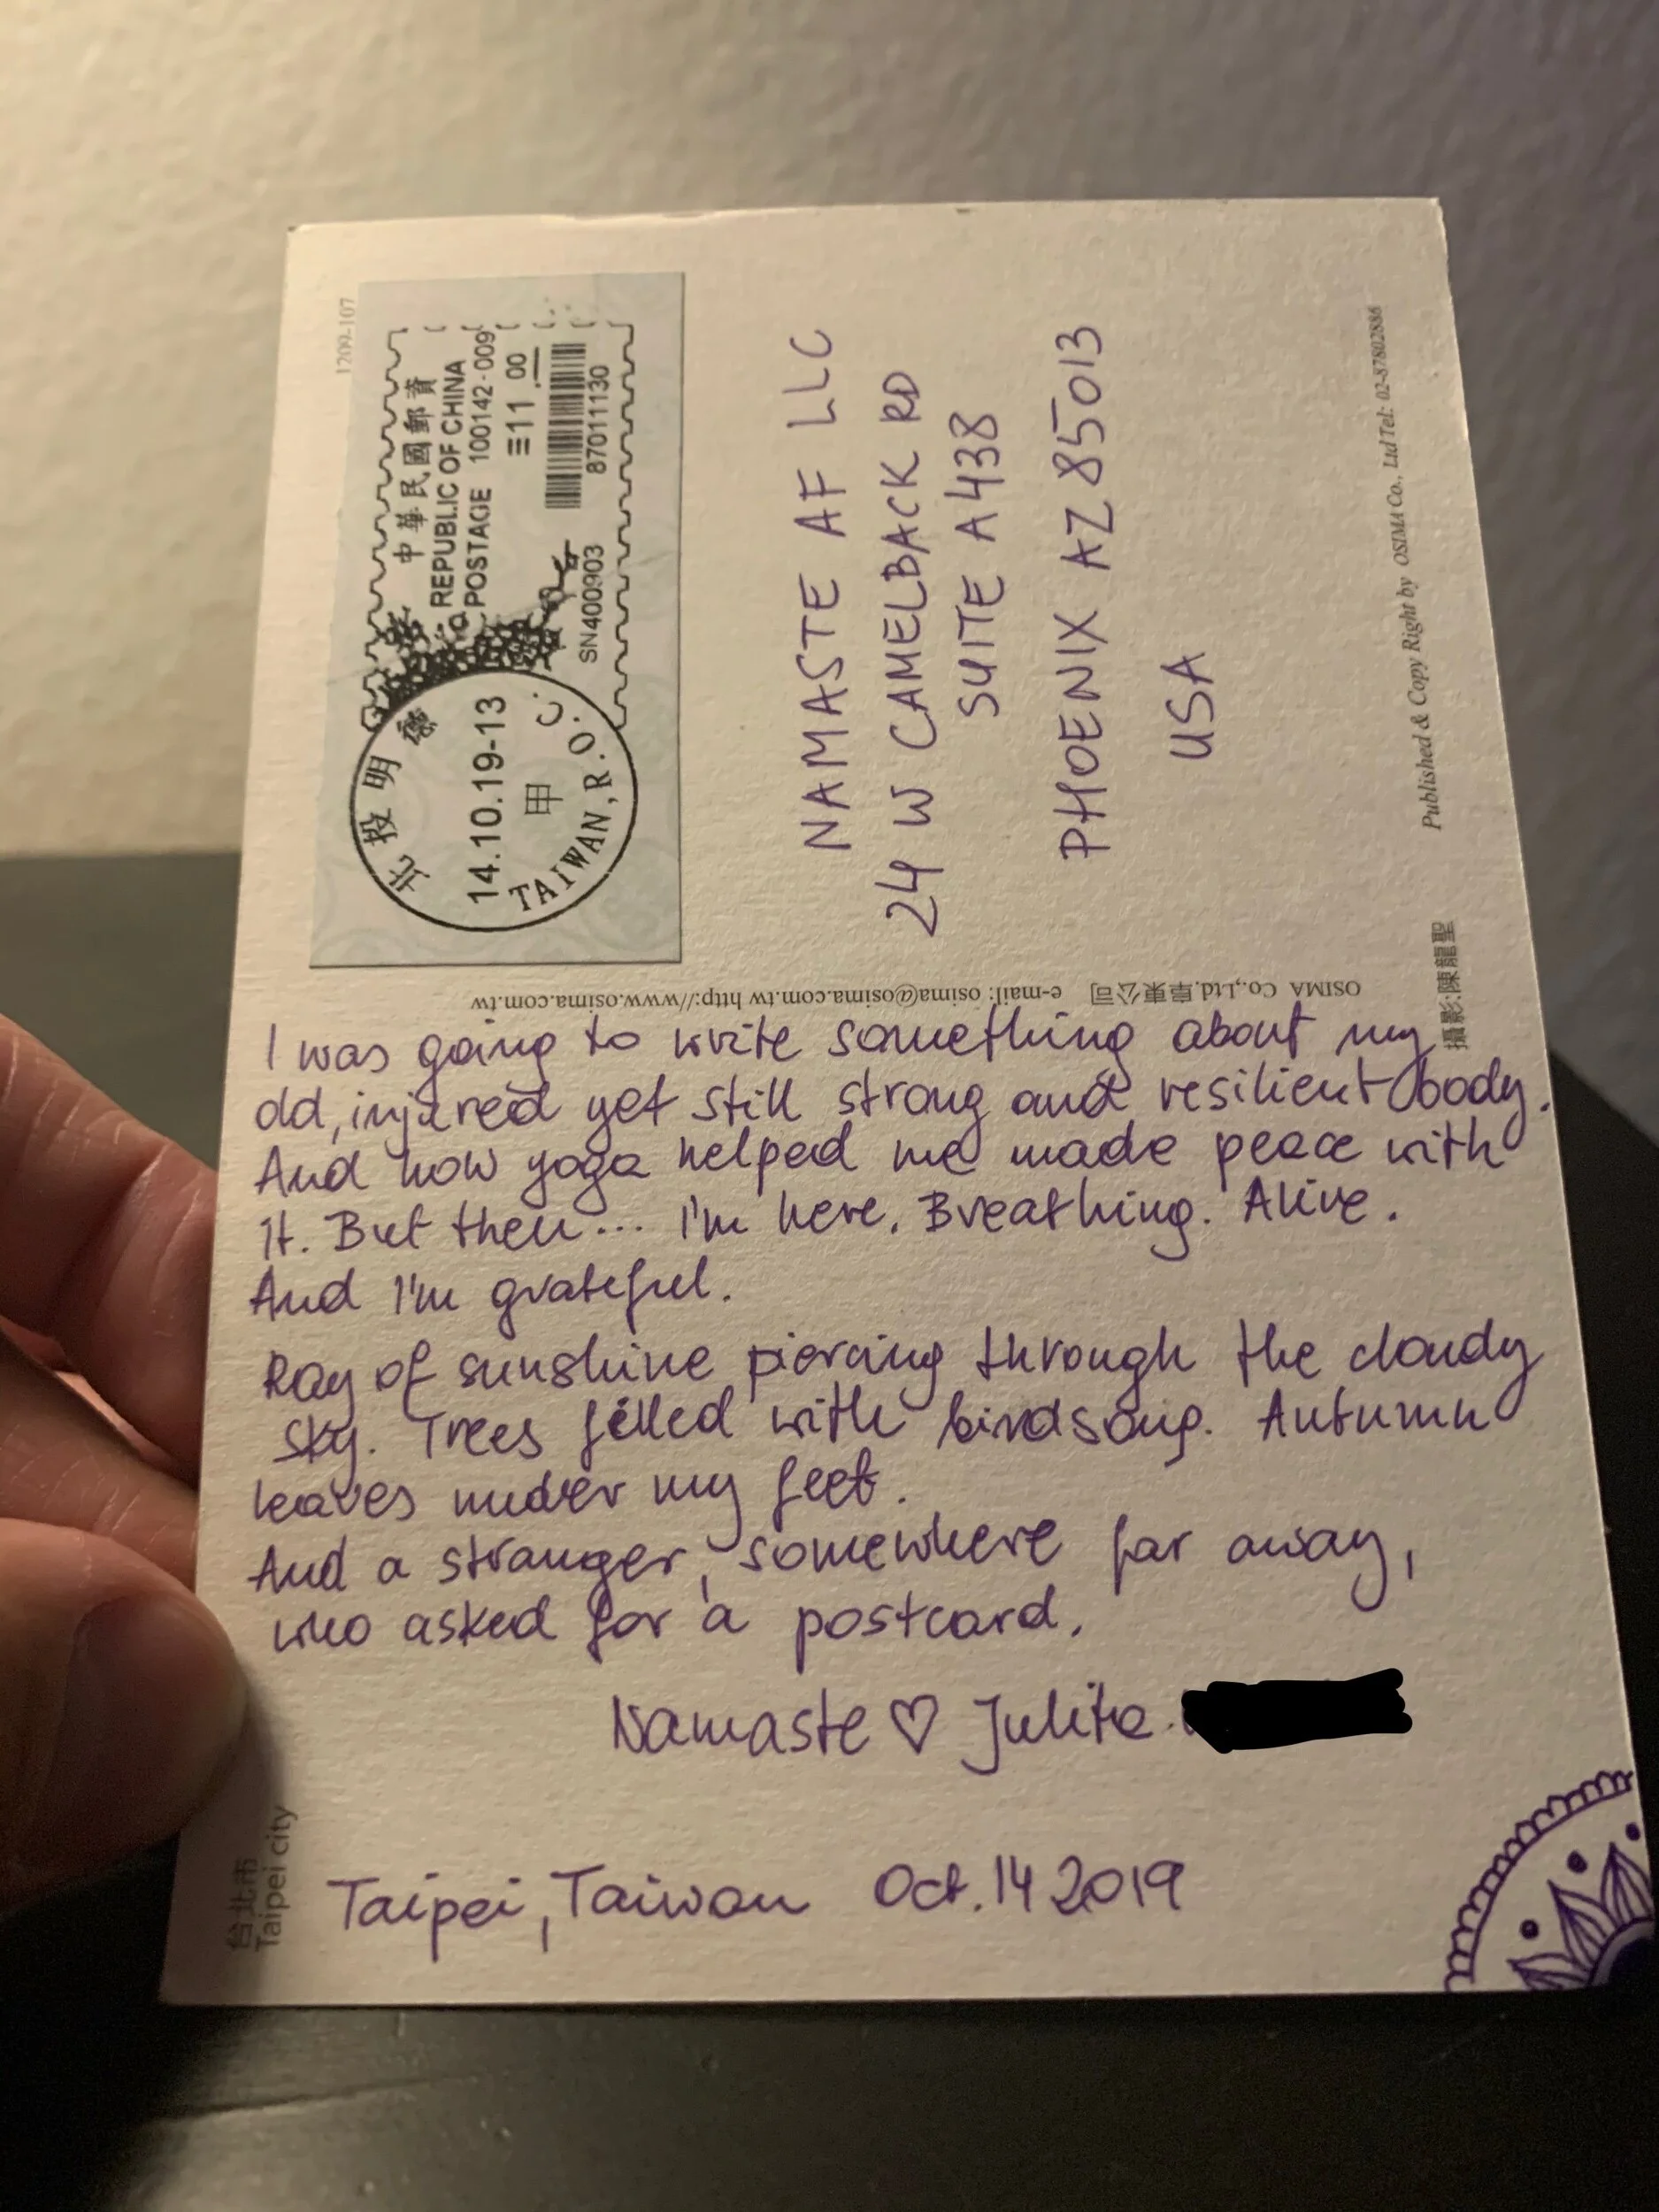 1209-107
中華民國郵資
REPUBLIC OF CHINA
POSTAGE 100142-009
≡11.00
87011130
SN400903
北投明德
14.10.19-13
甲
TAIWAN, R.O.C.
NAMASTE AF LLC
24 W CAMELBACK RD
SUITE A438
PHOENIX AZ 85013
USA
Published & Copy Right by OSIMA Co., Ltd Tel: 02-87802886
攝影:陳龍聖
OSIMA Co.,Ltd.阜東公司 e-mail: osima@osima.com.tw http://www.osima.com.tw
I was going to write something about my
old, injured yet still strong and resilient body.
And how yoga helped me made peace with
it. But then... I'm here. Breathing. Alive.
And I'm grateful.
Ray of sunshine piercing through the cloudy
sky. Trees filled with birdsong. Autumn
leaves under my feet.
And a stranger, somewhere far away,
who asked for a postcard.
Namaste ♡ Julita
台北市
Taipei city
Taipei, Taiwan Oct. 14 2019